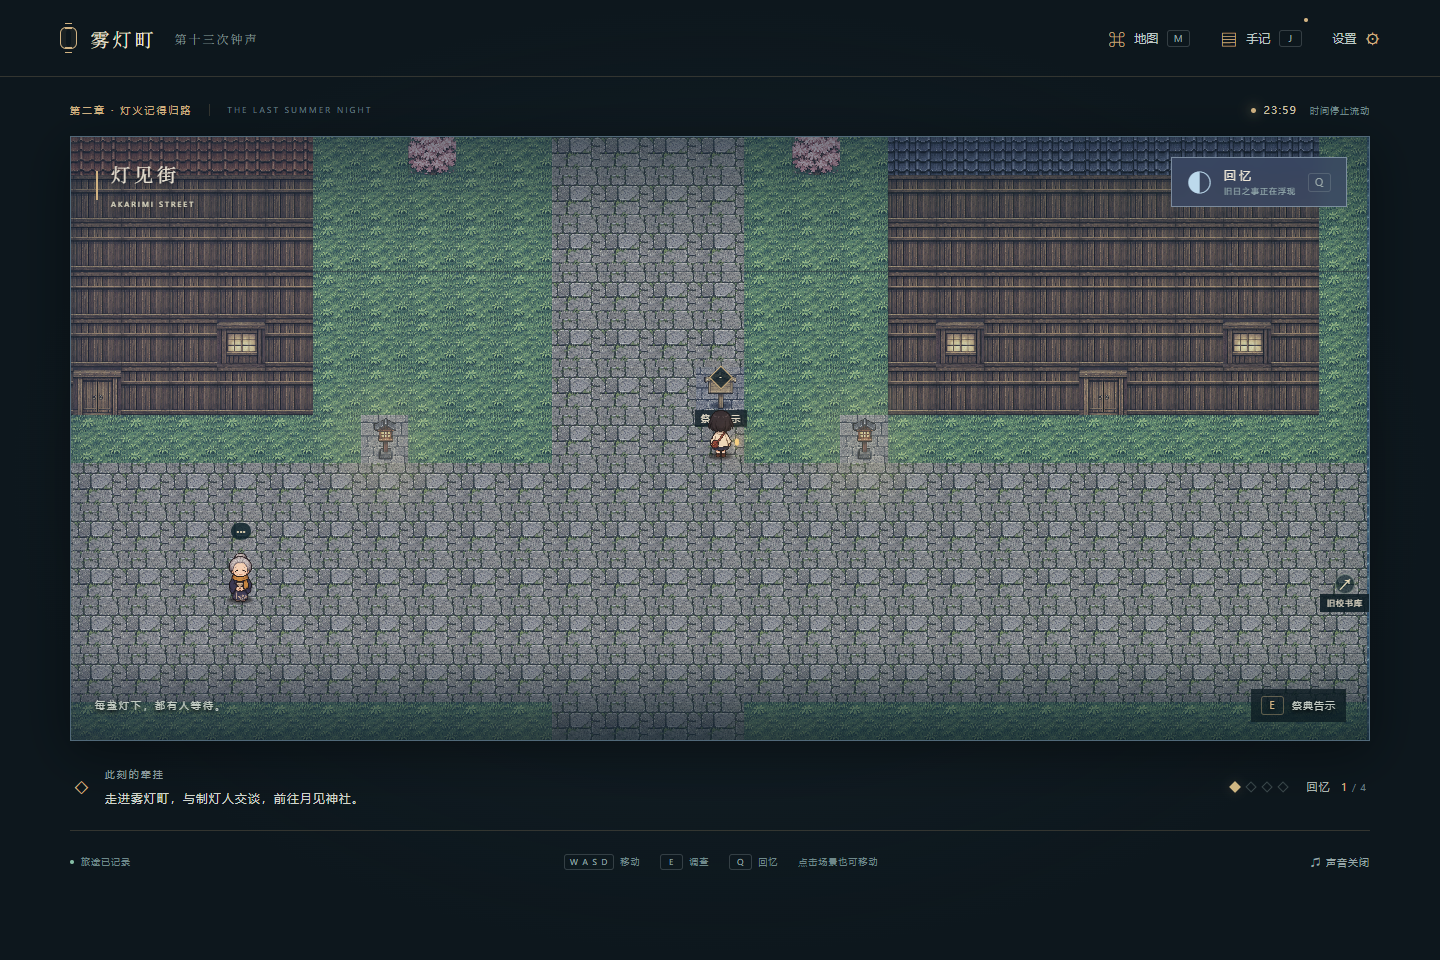 雾灯町 第十三次钟声
地图 M 手记 J 设置
第二章 · 灯火记得归路 THE LAST SUMMER NIGHT
23:59 时间停止流动
灯见街
AKARIMI STREET
回忆
旧日之事正在浮现
Q
祭 示
旧校书库
每盏灯下，都有人等待。
E 祭典告示
此刻的牵挂
走进雾灯町，与制灯人交谈，前往月见神社。
回忆 1 / 4
旅途已记录
WASD 移动 E 调查 Q 回忆 点击场景也可移动
声音关闭